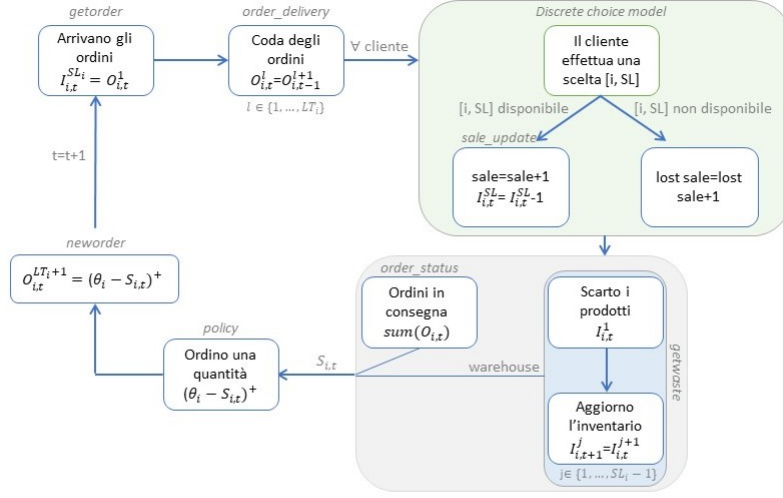 getorder
Arrivano gli
ordini
I_{i,t}^{SL_i} = O_{i,t}^{1}
order_delivery
Coda degli
ordini
O_{i,t}^{l}=O_{i,t-1}^{l+1}
l ∈ {1, ..., LT_i}
∀ cliente
Discrete choice model
Il cliente
effettua una
scelta [i, SL]
[i, SL] disponibile
[i, SL] non disponibile
sale_update
sale=sale+1
I_{i,t}^{SL}= I_{i,t}^{SL}-1
lost sale=lost
sale+1
t=t+1
neworder
O_{i,t}^{LT_i+1} = (θ_i − S_{i,t})^+
policy
Ordino una
quantità
(θ_i − S_{i,t})^+
S_{i,t}
order_status
Ordini in
consegna
sum(O_{i,t})
warehouse
Scarto i
prodotti
I_{i,t}^{1}
getwaste
Aggiorno
l'inventario
I_{i,t+1}^{j}=I_{i,t}^{j+1}
j∈ {1, ..., SL_i − 1}